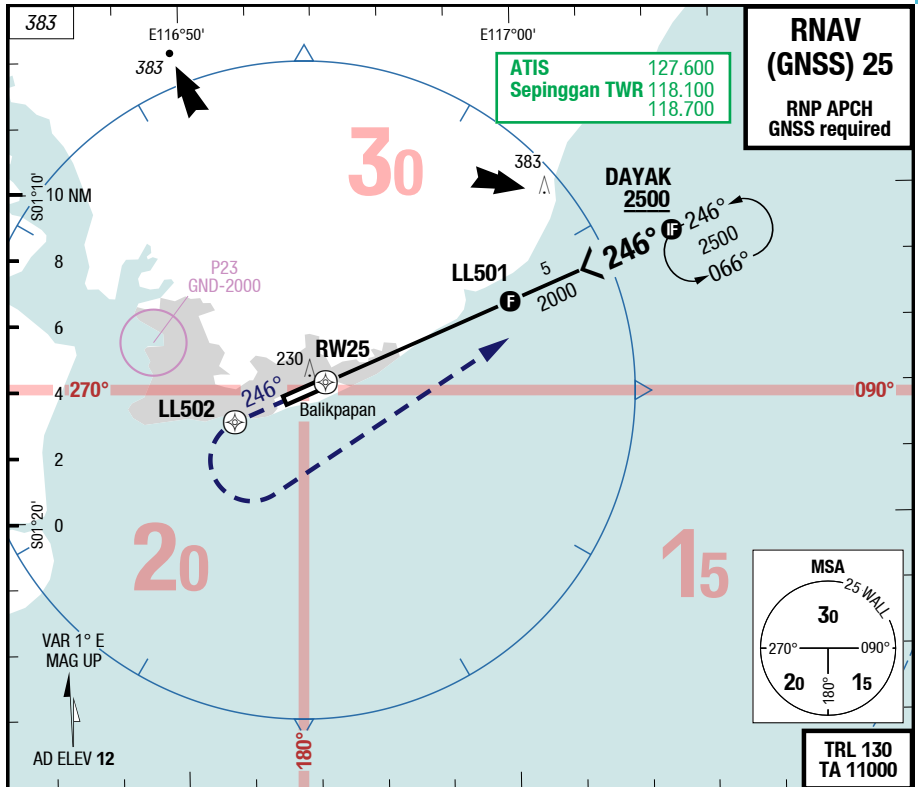 383
E116°50'
E117°00'
RNAV
(GNSS) 25
RNP APCH
GNSS required
383
ATIS 127.600
Sepinggan TWR 118.100
118.700
30
383
DAYAK
2500
S01°10'
10 NM
246°
2500
066°
246°
8
P23
GND-2000
LL501
5
2000
F
IF
6
230
RW25
270°
4
246°
090°
LL502
Balikpapan
2
S01°20'
0
20
15
MSA
25 WALL
30
270°
090°
20
180°
15
VAR 1° E
MAG UP
AD ELEV 12
180°
TRL 130
TA 11000